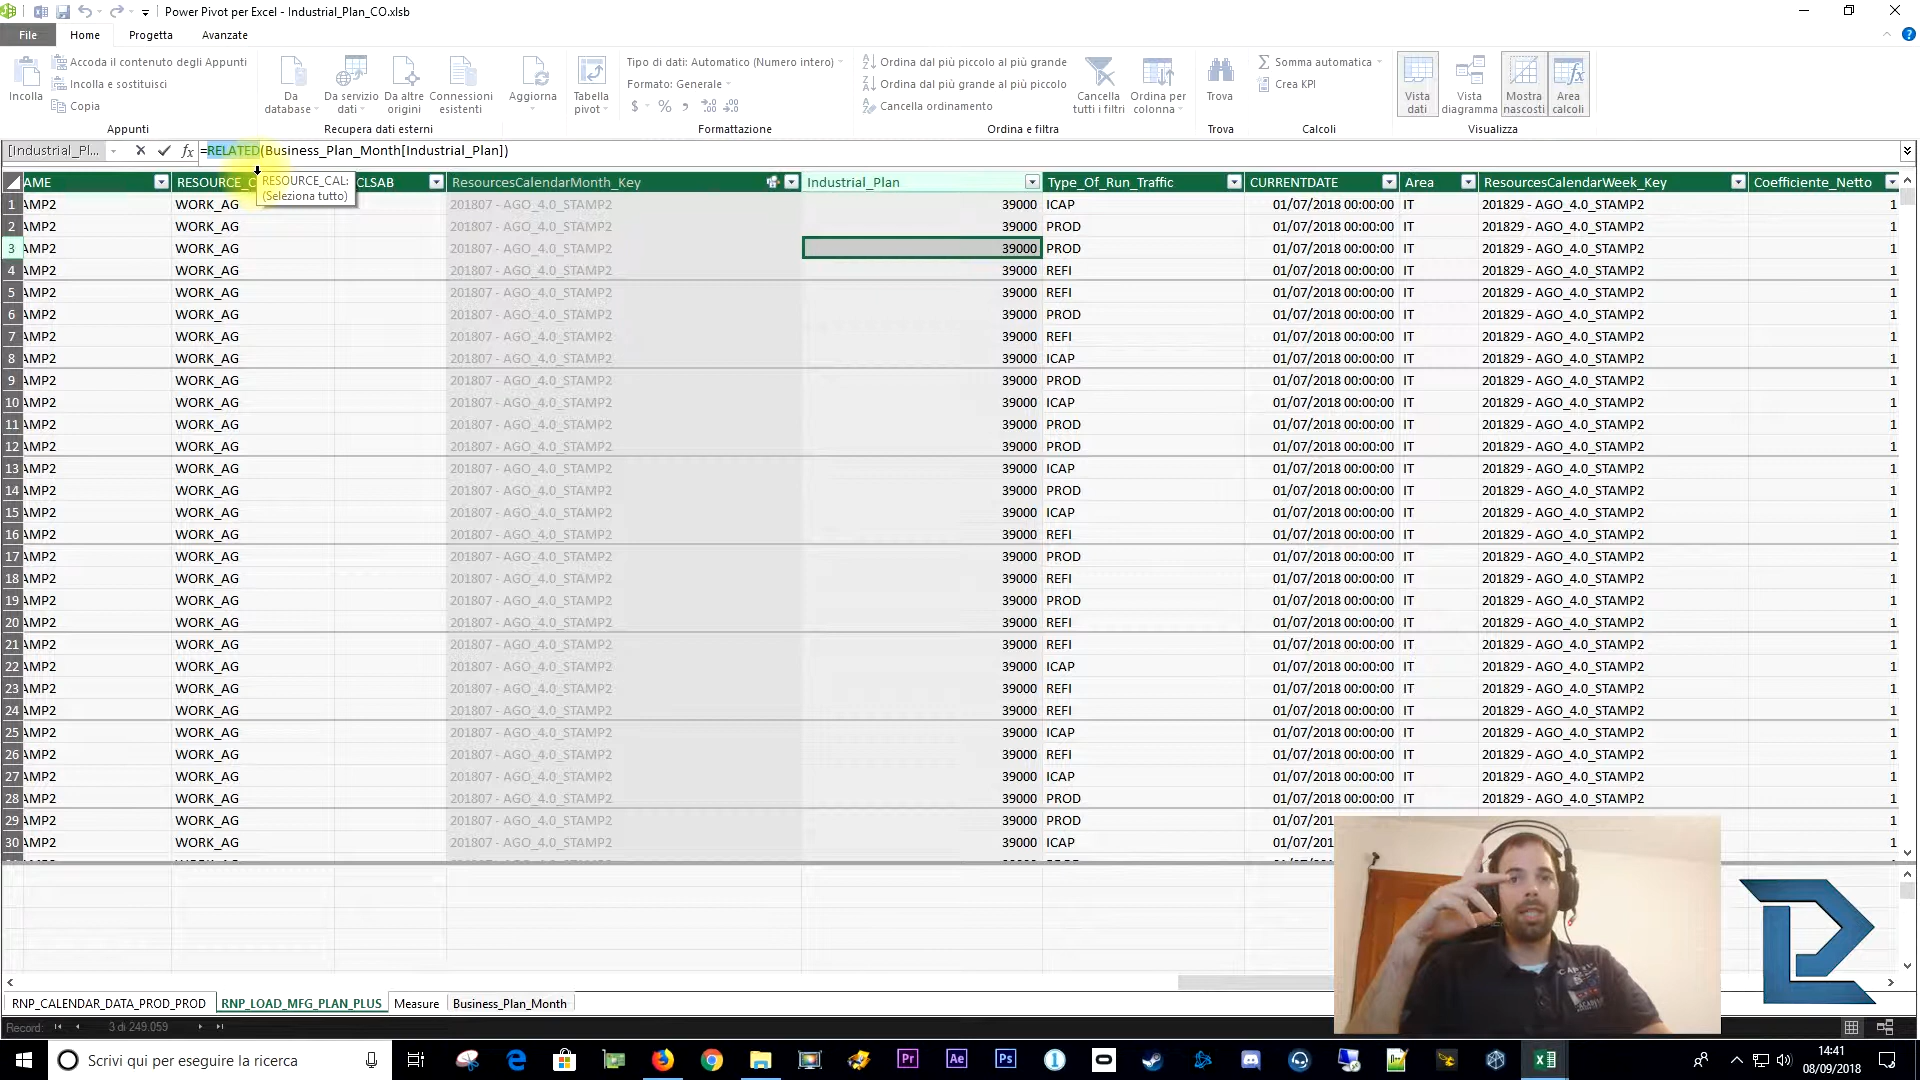 Power Pivot per Excel - Industrial_Plan_CO.xlsb
File Home Progetta Avanzate
Incolla
Accoda il contenuto degli Appunti
Incolla e sostituisci
Copia
Appunti
Da database
Da servizio dati
Da altre origini
Connessioni esistenti
Recupera dati esterni
Aggiorna
Tabella pivot
Tipo di dati: Automatico (Numero intero)
Formato: Generale
$ % , .00
Formattazione
Ordina dal più piccolo al più grande
Ordina dal più piccolo al più grande
Cancella ordinamento
Cancella tutti i filtri
Ordina per colonna
Ordina e filtra
Trova
Trova
Somma automatica
Crea KPI
Calcoli
Vista dati
Vista diagramma
Mostra nascosti
Area calcoli
Visualizza
[Industrial_Pl... fx =RELATED(Business_Plan_Month[Industrial_Plan])
RESOURCE_CAL:
(Seleziona tutto)
AME RESOURCE_C CLSAB ResourcesCalendarMonth_Key Industrial_Plan Type_Of_Run_Traffic CURRENTDATE Area ResourcesCalendarWeek_Key Coefficiente_Netto
1 AMP2 WORK_AG 201807 - AGO_4.0_STAMP2 39000 ICAP 01/07/2018 00:00:00 IT 201829 - AGO_4.0_STAMP2 1
2 AMP2 WORK_AG 201807 - AGO_4.0_STAMP2 39000 PROD 01/07/2018 00:00:00 IT 201829 - AGO_4.0_STAMP2 1
3 AMP2 WORK_AG 201807 - AGO_4.0_STAMP2 39000 PROD 01/07/2018 00:00:00 IT 201829 - AGO_4.0_STAMP2 1
4 AMP2 WORK_AG 201807 - AGO_4.0_STAMP2 39000 REFI 01/07/2018 00:00:00 IT 201829 - AGO_4.0_STAMP2 1
5 AMP2 WORK_AG 201807 - AGO_4.0_STAMP2 39000 REFI 01/07/2018 00:00:00 IT 201829 - AGO_4.0_STAMP2 1
6 AMP2 WORK_AG 201807 - AGO_4.0_STAMP2 39000 PROD 01/07/2018 00:00:00 IT 201829 - AGO_4.0_STAMP2 1
7 AMP2 WORK_AG 201807 - AGO_4.0_STAMP2 39000 REFI 01/07/2018 00:00:00 IT 201829 - AGO_4.0_STAMP2 1
8 AMP2 WORK_AG 201807 - AGO_4.0_STAMP2 39000 ICAP 01/07/2018 00:00:00 IT 201829 - AGO_4.0_STAMP2 1
9 AMP2 WORK_AG 201807 - AGO_4.0_STAMP2 39000 PROD 01/07/2018 00:00:00 IT 201829 - AGO_4.0_STAMP2 1
10 AMP2 WORK_AG 201807 - AGO_4.0_STAMP2 39000 ICAP 01/07/2018 00:00:00 IT 201829 - AGO_4.0_STAMP2 1
11 AMP2 WORK_AG 201807 - AGO_4.0_STAMP2 39000 PROD 01/07/2018 00:00:00 IT 201829 - AGO_4.0_STAMP2 1
12 AMP2 WORK_AG 201807 - AGO_4.0_STAMP2 39000 PROD 01/07/2018 00:00:00 IT 201829 - AGO_4.0_STAMP2 1
13 AMP2 WORK_AG 201807 - AGO_4.0_STAMP2 39000 ICAP 01/07/2018 00:00:00 IT 201829 - AGO_4.0_STAMP2 1
14 AMP2 WORK_AG 201807 - AGO_4.0_STAMP2 39000 PROD 01/07/2018 00:00:00 IT 201829 - AGO_4.0_STAMP2 1
15 AMP2 WORK_AG 201807 - AGO_4.0_STAMP2 39000 ICAP 01/07/2018 00:00:00 IT 201829 - AGO_4.0_STAMP2 1
16 AMP2 WORK_AG 201807 - AGO_4.0_STAMP2 39000 REFI 01/07/2018 00:00:00 IT 201829 - AGO_4.0_STAMP2 1
17 AMP2 WORK_AG 201807 - AGO_4.0_STAMP2 39000 PROD 01/07/2018 00:00:00 IT 201829 - AGO_4.0_STAMP2 1
18 AMP2 WORK_AG 201807 - AGO_4.0_STAMP2 39000 REFI 01/07/2018 00:00:00 IT 201829 - AGO_4.0_STAMP2 1
19 AMP2 WORK_AG 201807 - AGO_4.0_STAMP2 39000 PROD 01/07/2018 00:00:00 IT 201829 - AGO_4.0_STAMP2 1
20 AMP2 WORK_AG 201807 - AGO_4.0_STAMP2 39000 REFI 01/07/2018 00:00:00 IT 201829 - AGO_4.0_STAMP2 1
21 AMP2 WORK_AG 201807 - AGO_4.0_STAMP2 39000 REFI 01/07/2018 00:00:00 IT 201829 - AGO_4.0_STAMP2 1
22 AMP2 WORK_AG 201807 - AGO_4.0_STAMP2 39000 ICAP 01/07/2018 00:00:00 IT 201829 - AGO_4.0_STAMP2 1
23 AMP2 WORK_AG 201807 - AGO_4.0_STAMP2 39000 REFI 01/07/2018 00:00:00 IT 201829 - AGO_4.0_STAMP2 1
24 AMP2 WORK_AG 201807 - AGO_4.0_STAMP2 39000 REFI 01/07/2018 00:00:00 IT 201829 - AGO_4.0_STAMP2 1
25 AMP2 WORK_AG 201807 - AGO_4.0_STAMP2 39000 ICAP 01/07/2018 00:00:00 IT 201829 - AGO_4.0_STAMP2 1
26 AMP2 WORK_AG 201807 - AGO_4.0_STAMP2 39000 REFI 01/07/2018 00:00:00 IT 201829 - AGO_4.0_STAMP2 1
27 AMP2 WORK_AG 201807 - AGO_4.0_STAMP2 39000 ICAP 01/07/2018 00:00:00 IT 201829 - AGO_4.0_STAMP2 1
28 AMP2 WORK_AG 201807 - AGO_4.0_STAMP2 39000 PROD 01/07/2018 00:00:00 IT 201829 - AGO_4.0_STAMP2 1
29 AMP2 WORK_AG 201807 - AGO_4.0_STAMP2 39000 PROD 01/07/201
30 AMP2 WORK_AG 201807 - AGO_4.0_STAMP2 39000 ICAP 01/07/201
RNP_CALENDAR_DATA_PROD_PROD RNP_LOAD_MFG_PLAN_PLUS Measure Business_Plan_Month
Record: 3 di 249.059
Scrivi qui per eseguire la ricerca
Pr Ae Ps
14:41
08/09/2018